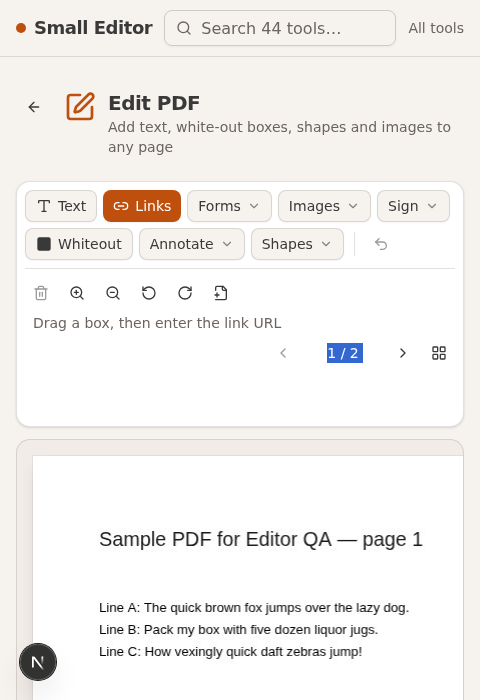 Small Editor
Search 44 tools...
All tools
Edit PDF
Add text, white-out boxes, shapes and images to
any page
Text
Links
Forms
Images
Sign
Whiteout
Annotate
Shapes
Drag a box, then enter the link URL
1 / 2
Sample PDF for Editor QA — page 1
Line A: The quick brown fox jumps over the lazy dog.
Line B: Pack my box with five dozen liquor jugs.
Line C: How vexingly quick daft zebras jump!
N